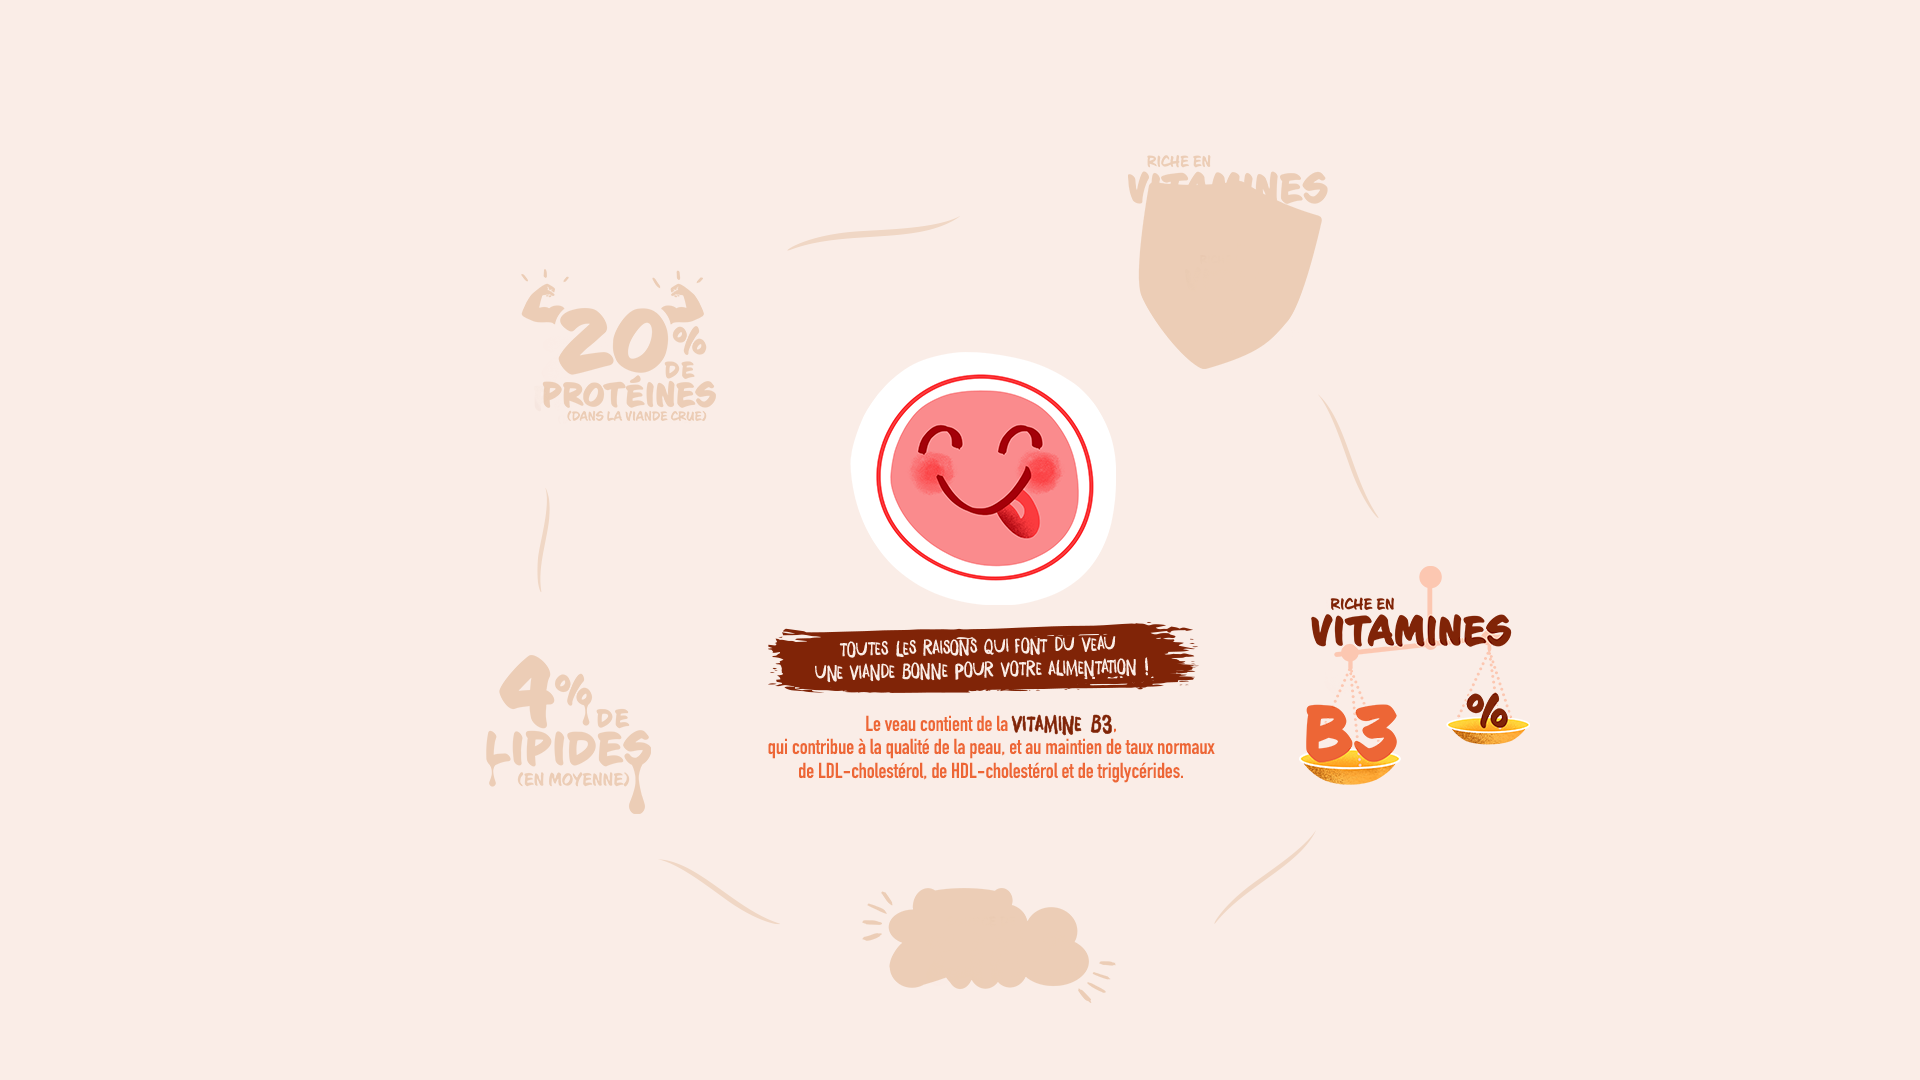 RICHE EN
VITAMINES
20%
DE
PROTÉINES
(DANS LA VIANDE CRUE)
TOUTES LES RAISONS QUI FONT DU VEAU
UNE VIANDE BONNE POUR VOTRE ALIMENTATION !
Le veau contient de la VITAMINE B3,
qui contribue à la qualité de la peau, et au maintien de taux normaux
de LDL-cholestérol, de HDL-cholestérol et de triglycérides.
RICHE EN
VITAMINES
B3
%
4%
DE
LIPIDES
(EN MOYENNE)